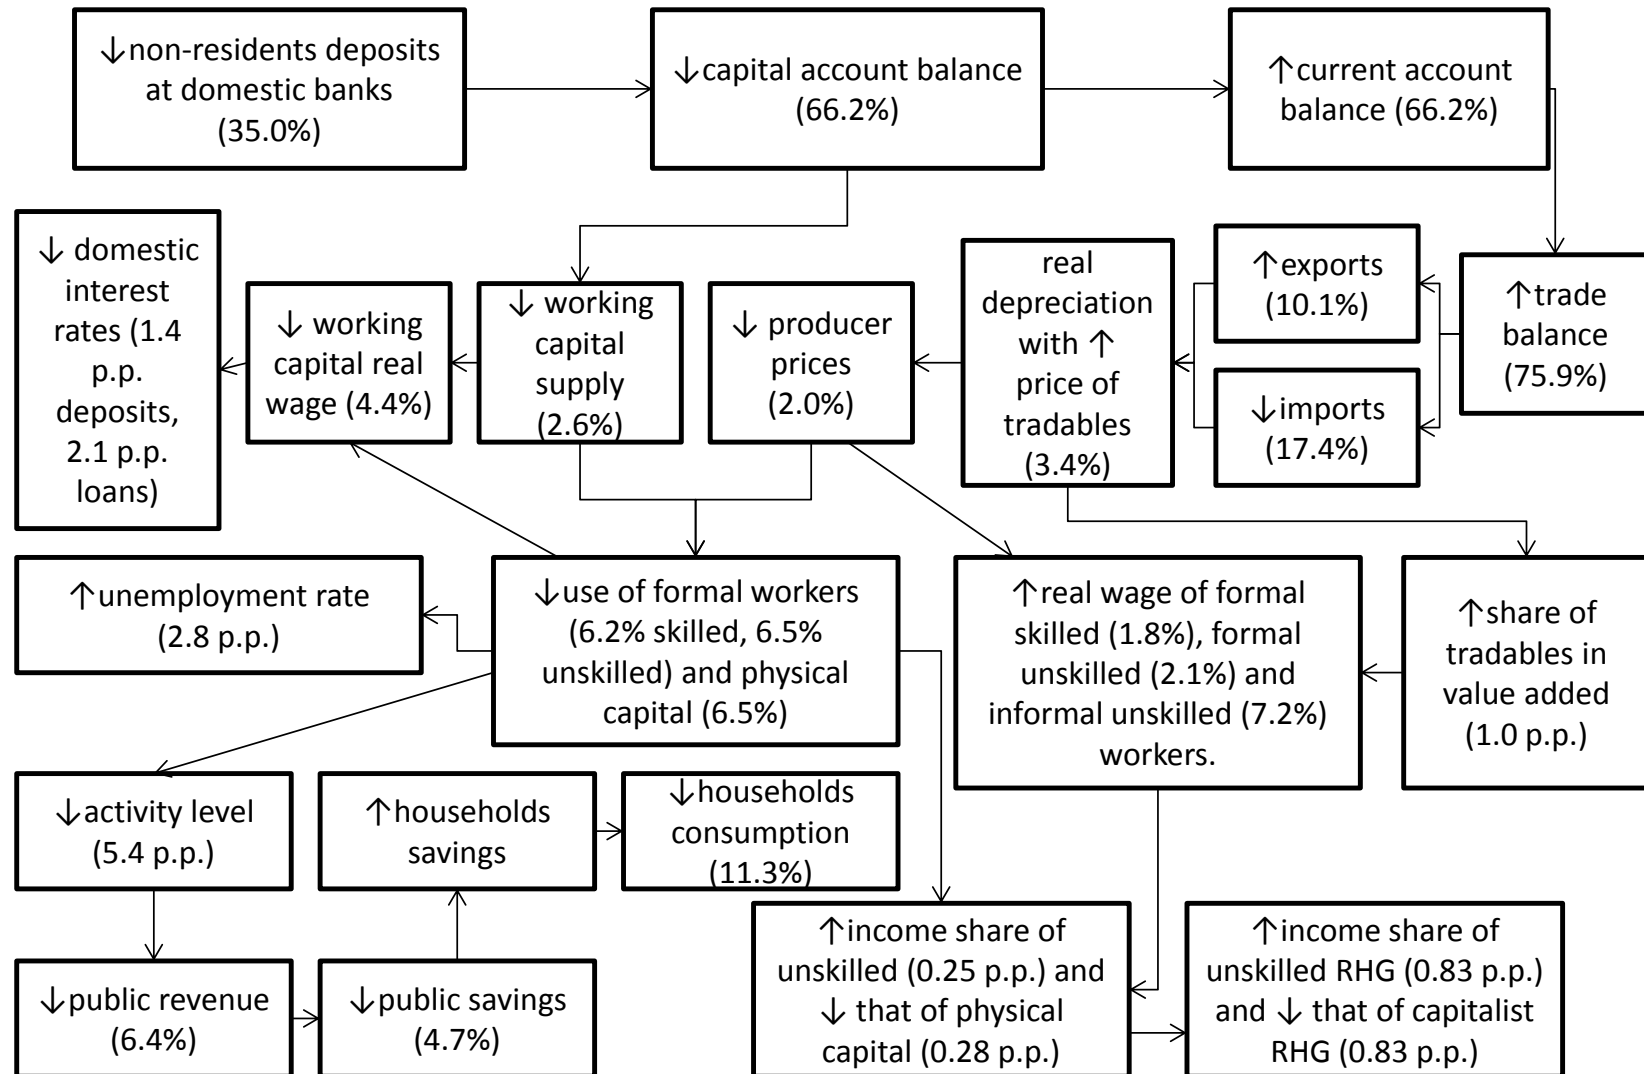 ↓non-residents deposits
at domestic banks
(35.0%)
↓capital account balance
(66.2%)
↑current account
balance (66.2%)
↓ domestic
interest
rates (1.4
p.p.
deposits,
2.1 p.p.
loans)
↓ working
capital real
wage (4.4%)
↓ working
capital
supply
(2.6%)
↓ producer
prices
(2.0%)
real
depreciation
with ↑
price of
tradables
(3.4%)
↑exports
(10.1%)
↓imports
(17.4%)
↑trade
balance
(75.9%)
↑unemployment rate
(2.8 p.p.)
↓use of formal workers
(6.2% skilled, 6.5%
unskilled) and physical
capital (6.5%)
↑real wage of formal
skilled (1.8%), formal
unskilled (2.1%) and
informal unskilled (7.2%)
workers.
↑share of
tradables in
value added
(1.0 p.p.)
↓activity level
(5.4 p.p.)
↑households
savings
↓households
consumption
(11.3%)
↓public revenue
(6.4%)
↓public savings
(4.7%)
↑income share of
unskilled (0.25 p.p.) and
↓ that of physical
capital (0.28 p.p.)
↑income share of
unskilled RHG (0.83 p.p.)
and ↓ that of capitalist
RHG (0.83 p.p.)